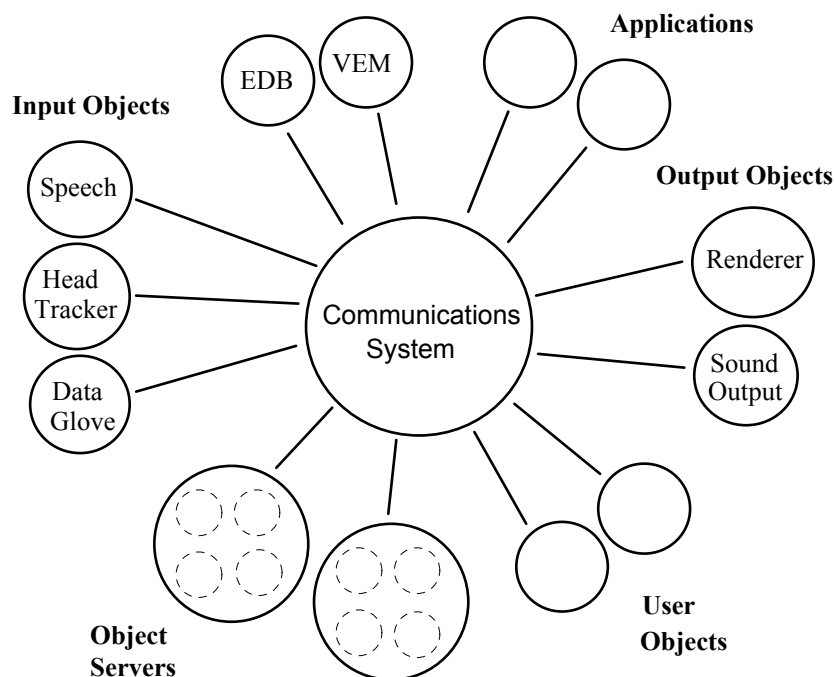 Applications
EDB
VEM
Input Objects
Speech
Output Objects
Head
Tracker
Renderer
Communications
System
Data
Glove
Sound
Output
Object
Servers
User
Objects